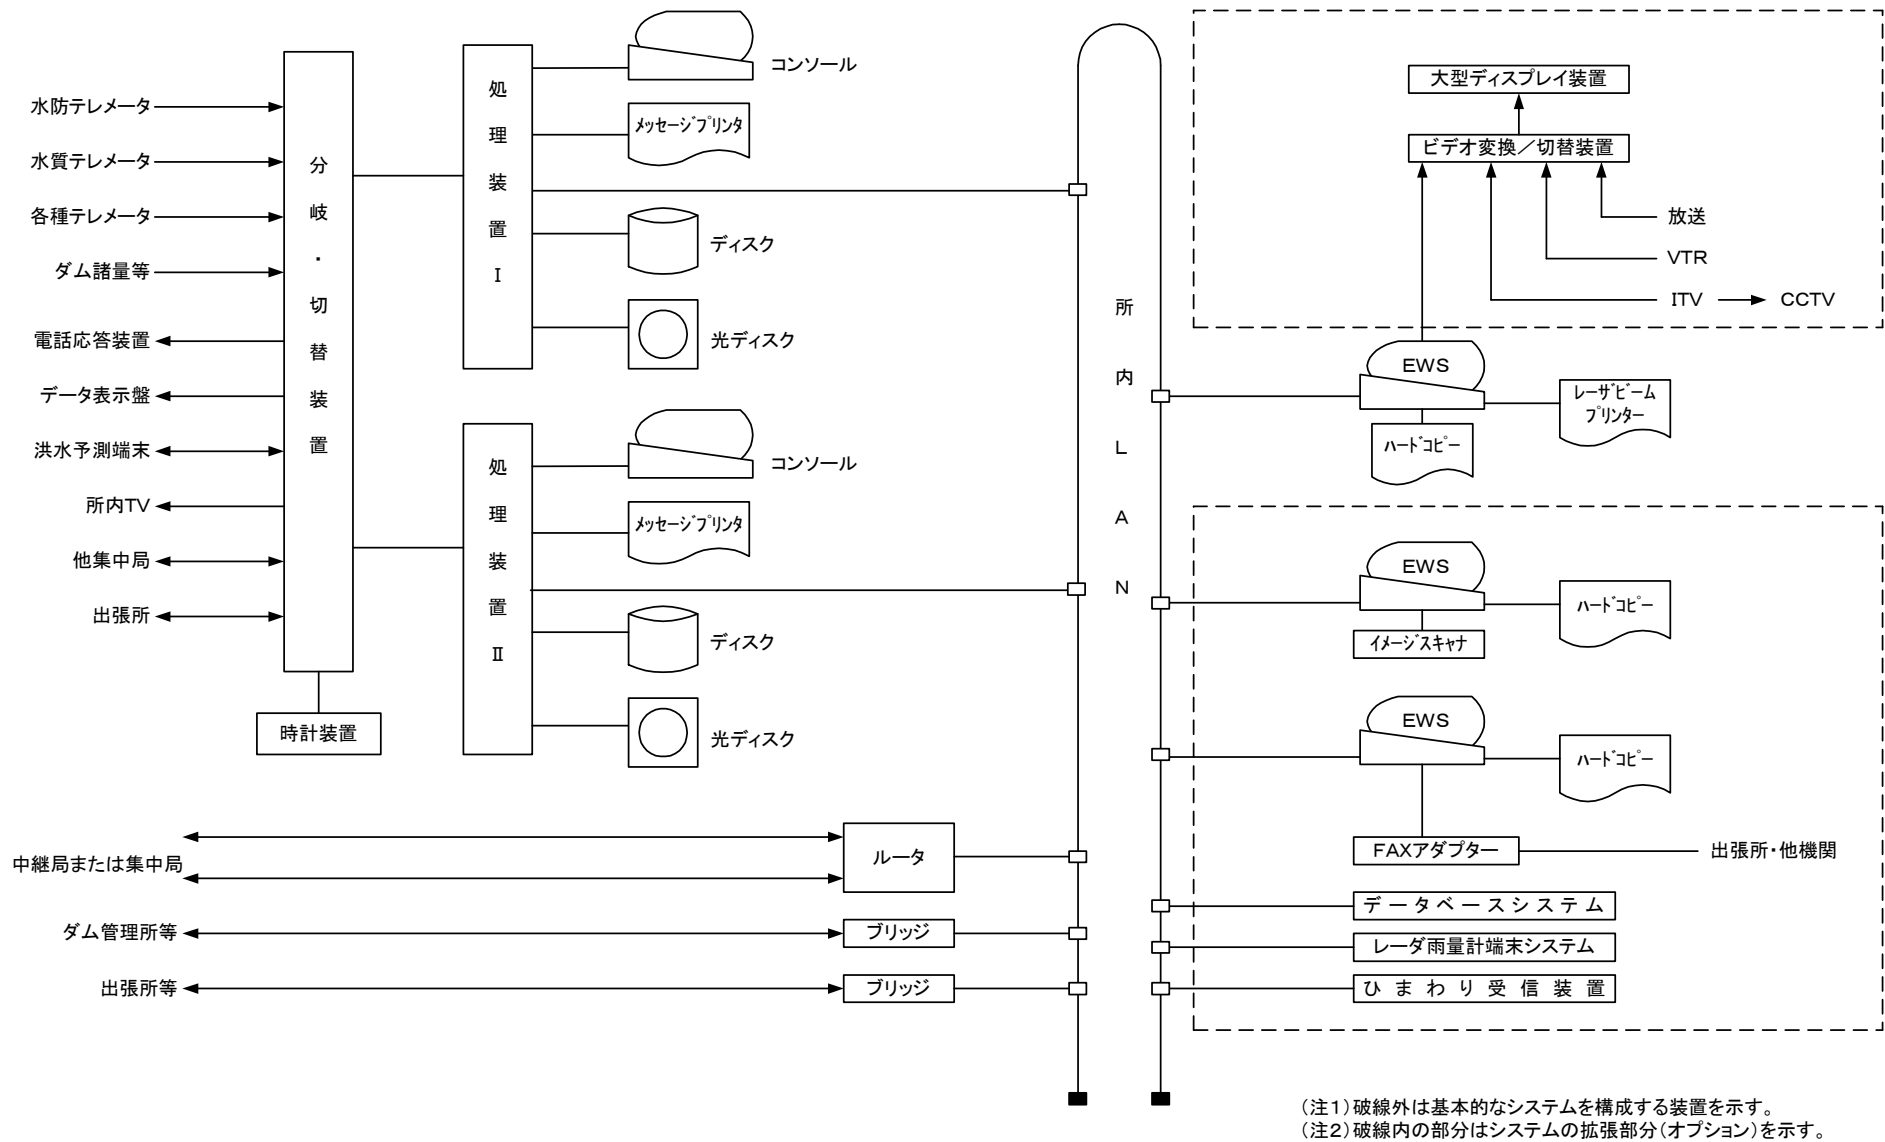 水防テレメータ
水質テレメータ
各種テレメータ
ダム諸量等
電話応答装置
データ表示盤
洪水予測端末
所内TV
他集中局
出張所
分岐・切替装置
時計装置
処理装置Ⅰ
コンソール
メッセージプリンタ
ディスク
光ディスク
処理装置Ⅱ
コンソール
メッセージプリンタ
ディスク
光ディスク
中継局または集中局
ルータ
ダム管理所等
ブリッジ
出張所等
ブリッジ
所内LAN
大型ディスプレイ装置
ビデオ変換／切替装置
放送
VTR
ITV
CCTV
EWS
レーザビーム
プリンター
ハードコピー
EWS
ハードコピー
イメージスキャナ
EWS
ハードコピー
FAXアダプター
出張所・他機関
データベースシステム
レーダ雨量計端末システム
ひまわり受信装置
（注１）破線外は基本的なシステムを構成する装置を示す。
（注２）破線内の部分はシステムの拡張部分（オプション）を示す。